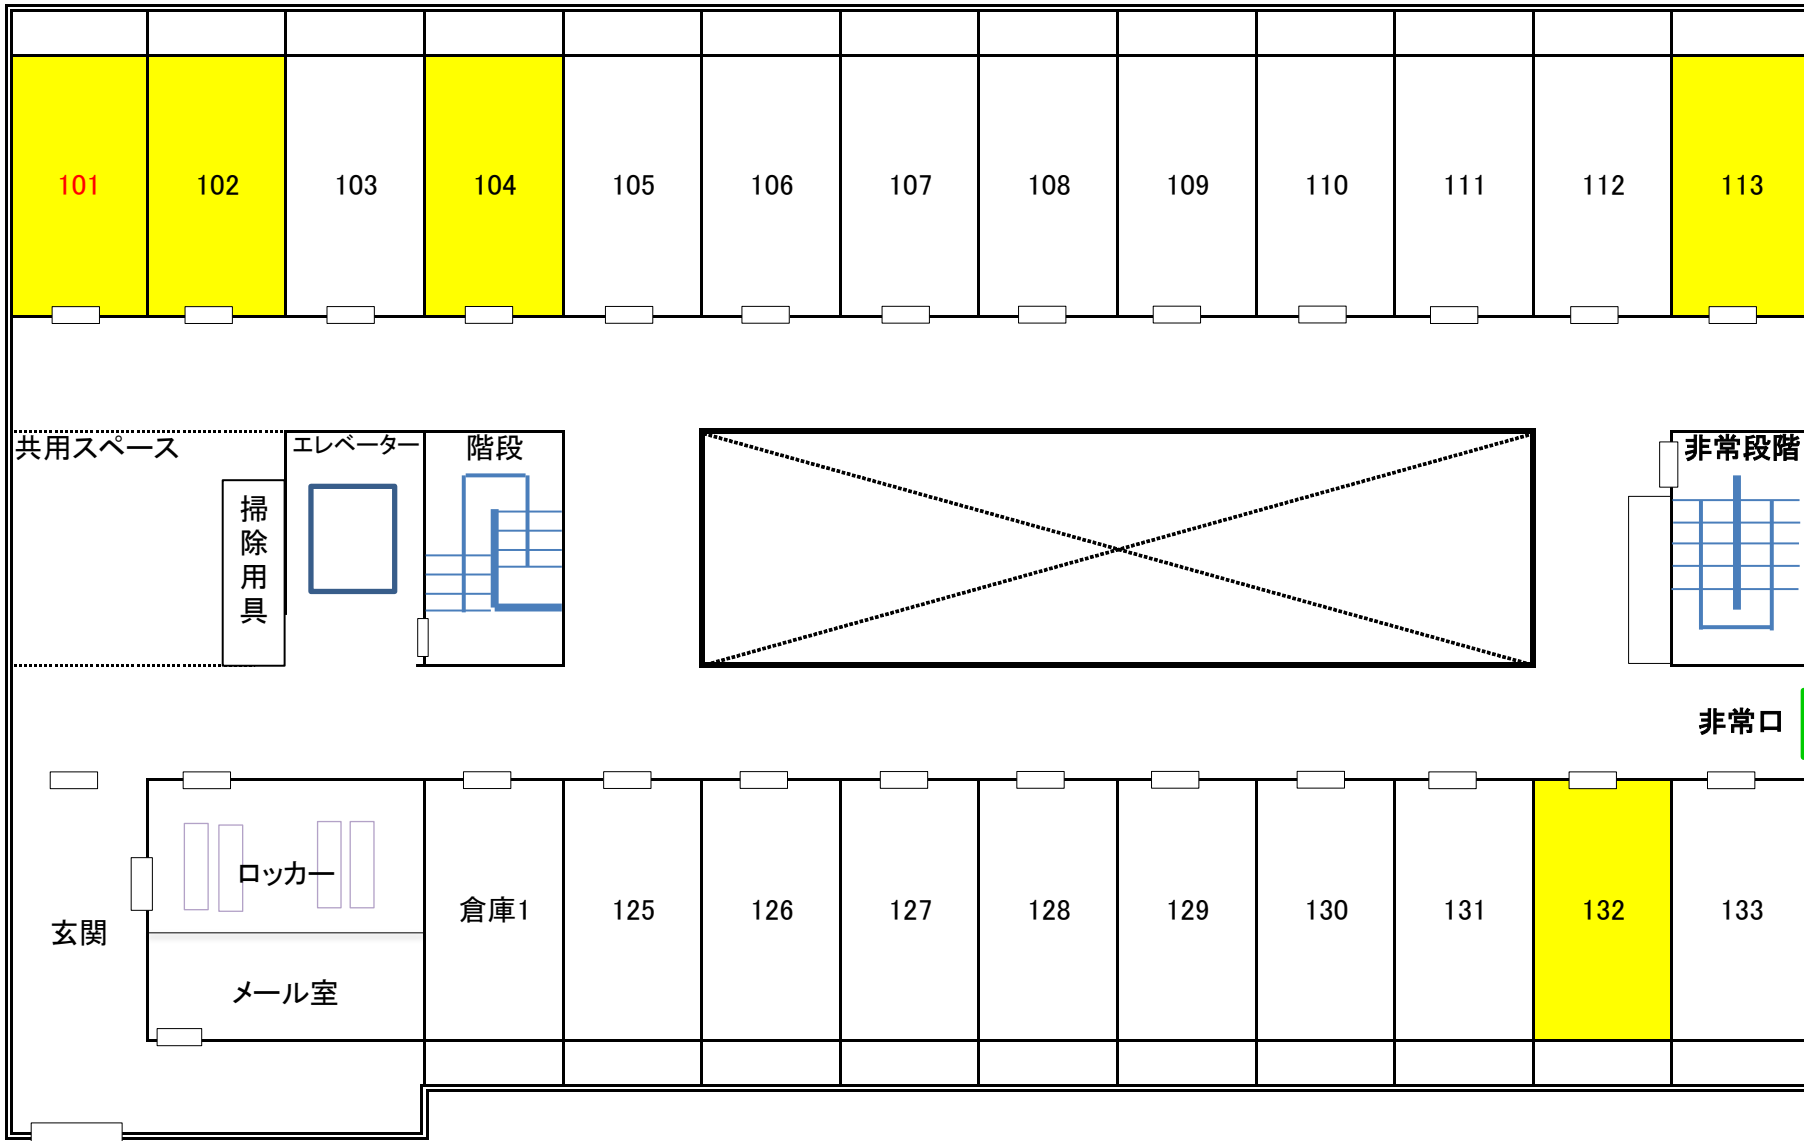 101 102 103 104 105 106 107 108 109 110 111 112 113
共用スペース エレベーター 階段 非常段階
掃除用具
非常口
ロッカー
玄関
メール室
倉庫1 125 126 127 128 129 130 131 132 133